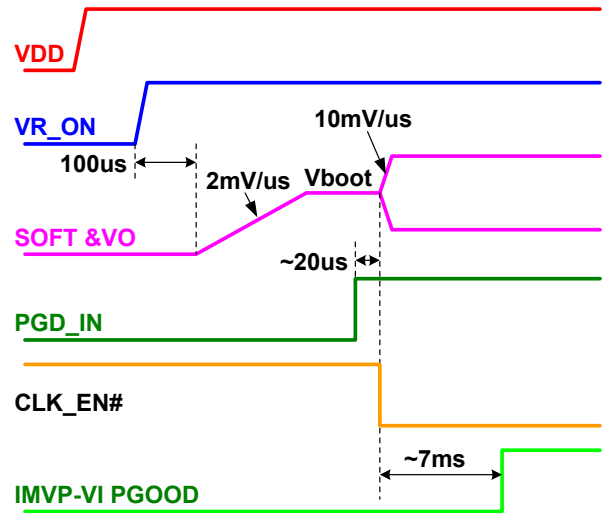 VDD
10mV/us
VR_ON
100us
2mV/us
Vboot
SOFT &VO
~20us
PGD_IN
CLK_EN#
~7ms
IMVP-VI PGOOD